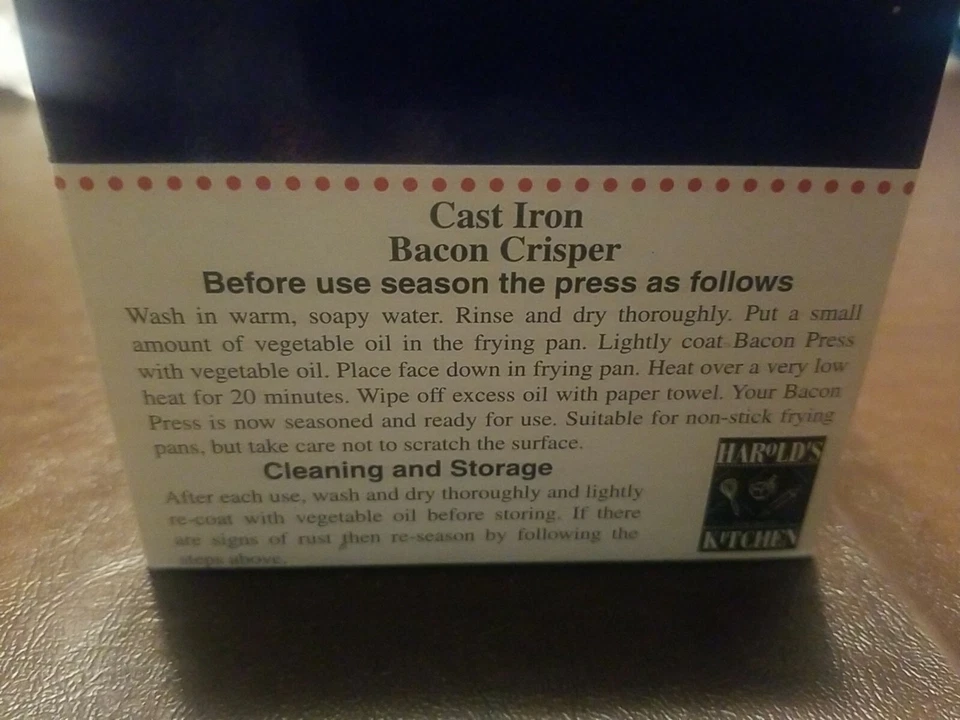 Cast Iron
Bacon Crisper
Before use season the press as follows
Wash in warm, soapy water. Rinse and dry thoroughly. Put a small
amount of vegetable oil in the frying pan. Lightly coat Bacon Press
with vegetable oil. Place face down in frying pan. Heat over a very low
heat for 20 minutes. Wipe off excess oil with paper towel. Your Bacon
Press is now seasoned and ready for use. Suitable for non-stick frying
pans, but take care not to scratch the surface.
Cleaning and Storage
After each use, wash and dry thoroughly and lightly
re-coat with vegetable oil before storing. If there
are signs of rust then re-season by following the
steps above.
HAROLD'S
KITCHEN